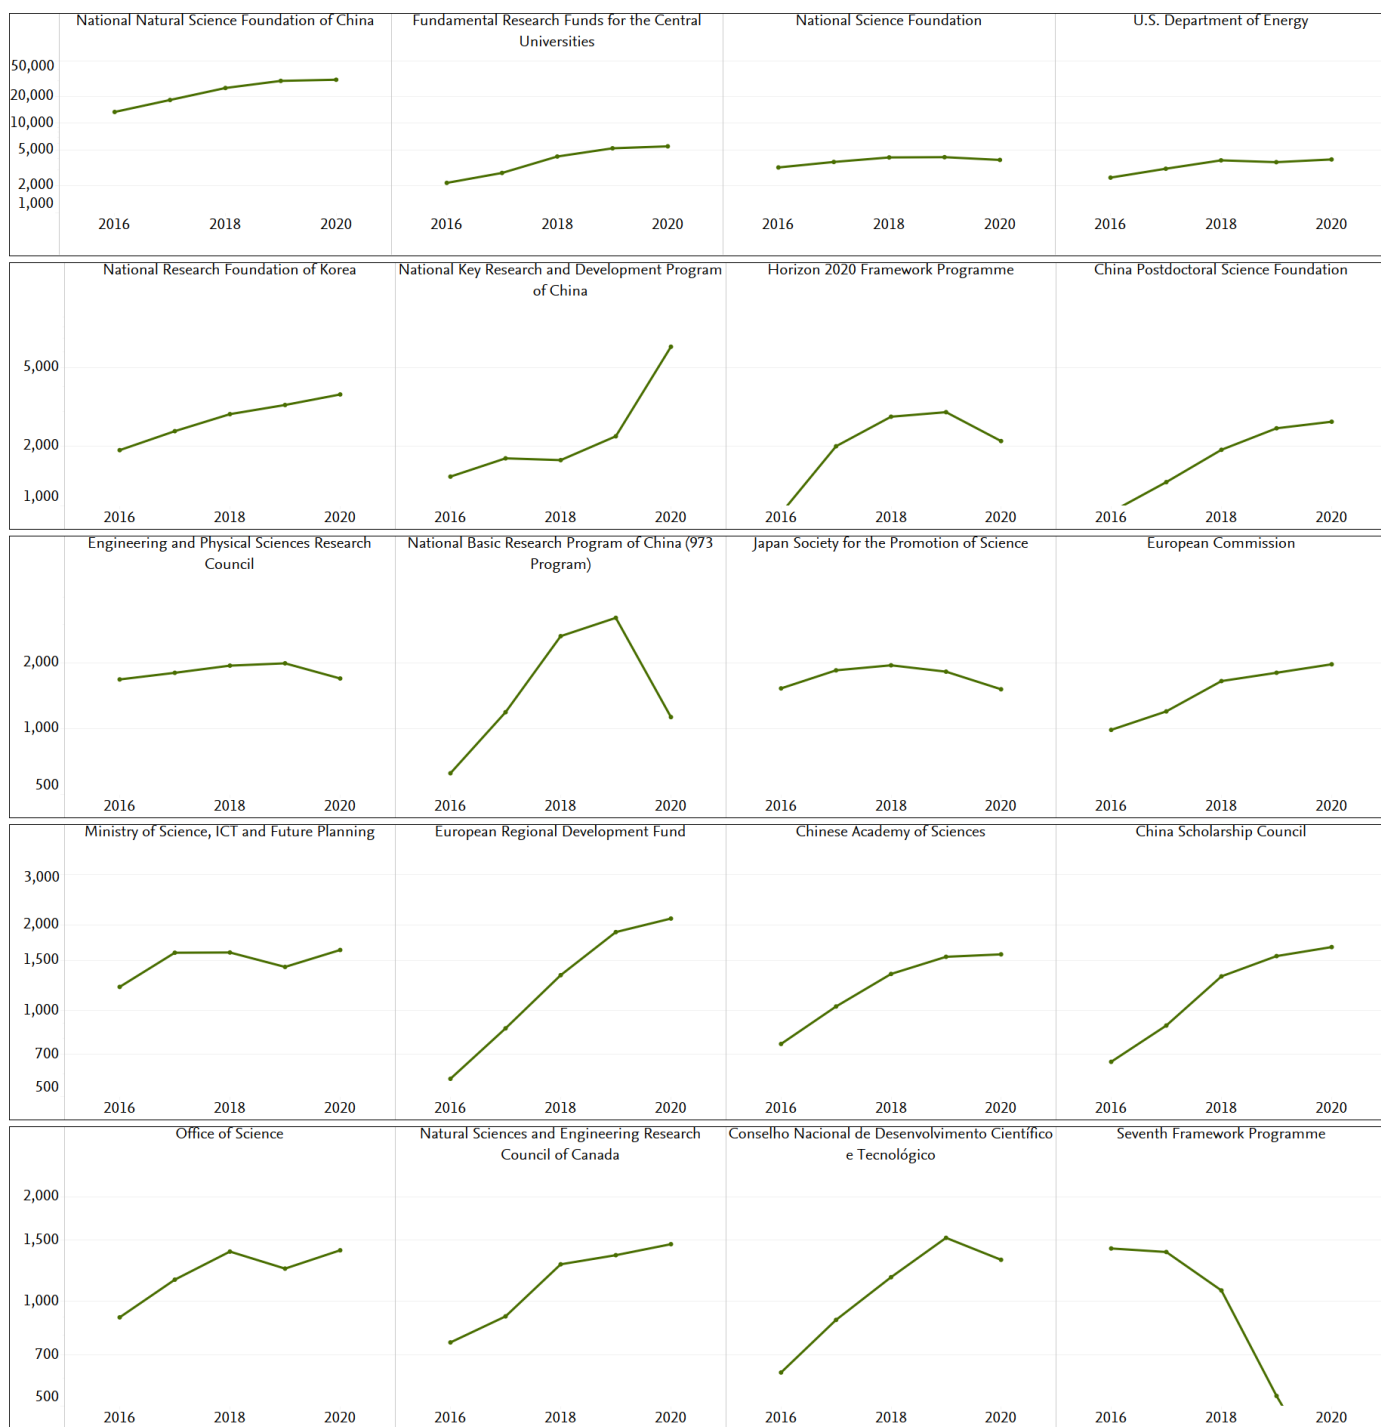 National Natural Science Foundation of China
Fundamental Research Funds for the Central
Universities
National Science Foundation
U.S. Department of Energy
50,000
20,000
10,000
5,000
2,000
1,000
2016 2018 2020 2016 2018 2020 2016 2018 2020 2016 2018 2020
National Research Foundation of Korea
National Key Research and Development Program
of China
Horizon 2020 Framework Programme
China Postdoctoral Science Foundation
5,000
2,000
1,000
2016 2018 2020 2016 2018 2020 2016 2018 2020 2016 2018 2020
Engineering and Physical Sciences Research
Council
National Basic Research Program of China (973
Program)
Japan Society for the Promotion of Science
European Commission
2,000
1,000
500
2016 2018 2020 2016 2018 2020 2016 2018 2020 2016 2018 2020
Ministry of Science, ICT and Future Planning
European Regional Development Fund
Chinese Academy of Sciences
China Scholarship Council
3,000
2,000
1,500
1,000
700
500
2016 2018 2020 2016 2018 2020 2016 2018 2020 2016 2018 2020
Office of Science
Natural Sciences and Engineering Research
Council of Canada
Conselho Nacional de Desenvolvimento Científico
e Tecnológico
Seventh Framework Programme
2,000
1,500
1,000
700
500
2016 2018 2020 2016 2018 2020 2016 2018 2020 2016 2018 2020